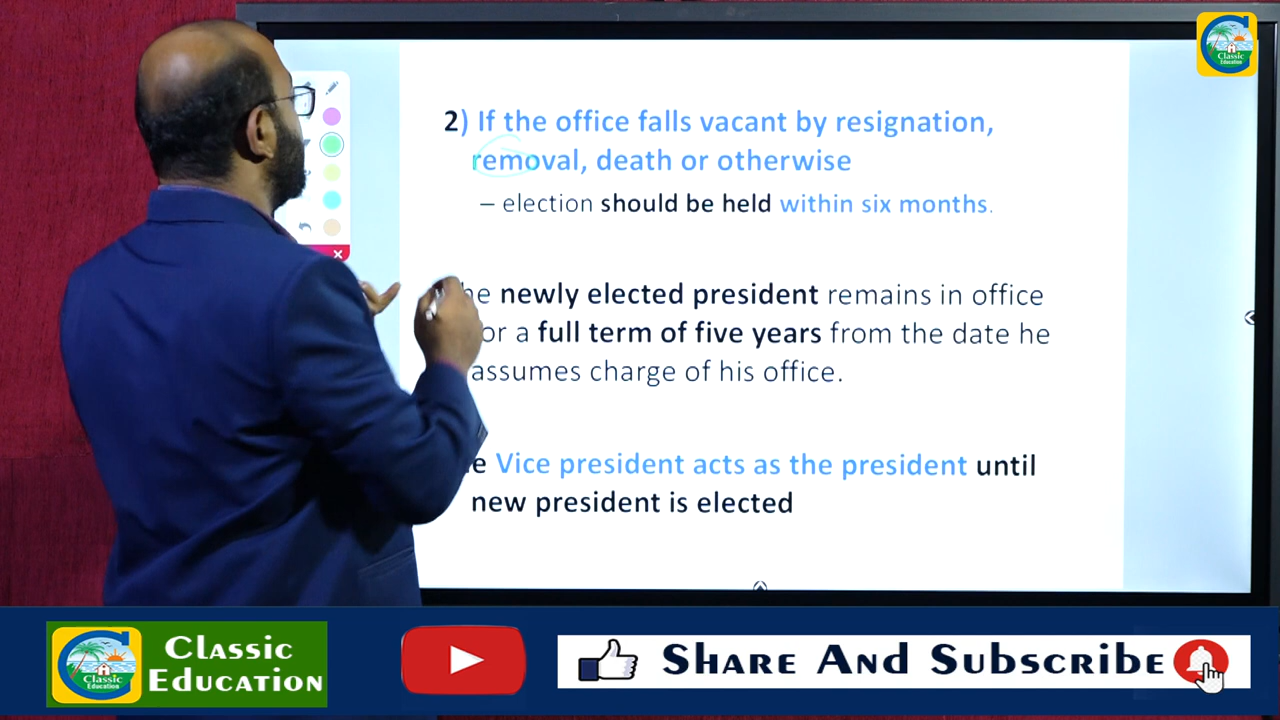 Classic
Education
2) If the office falls vacant by resignation,
removal, death or otherwise
– election should be held within six months.
he newly elected president remains in office
or a full term of five years from the date he
assumes charge of his office.
e Vice president acts as the president until
new president is elected
Classic
Education
Classic
Education
Share And Subscribe